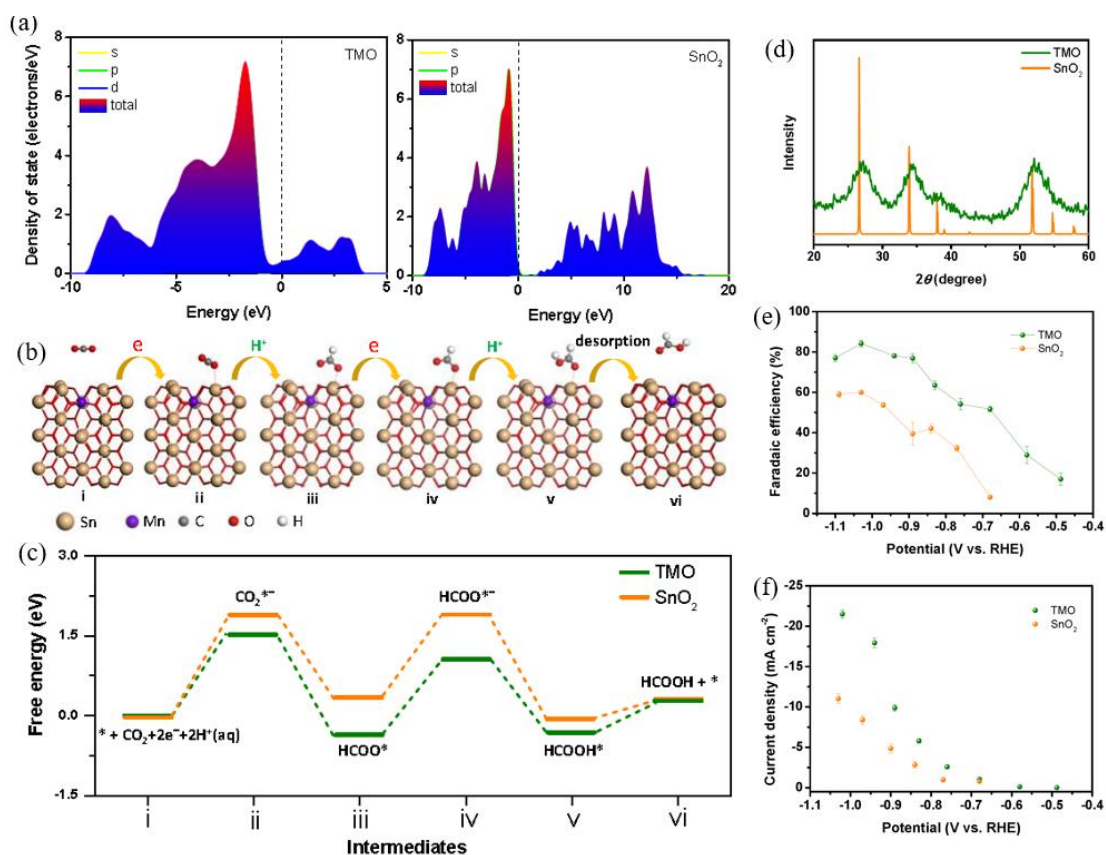 (a)
8
6
4
2
0
Density of state (electrons/eV)
s
p
d
total
TMO
-10
-5
0
5
Energy (eV)
8
6
4
2
0
s
p
total
SnO₂
-10
0
10
20
Energy (eV)
(b)
e
H⁺
e
H⁺
desorption
i
ii
iii
iv
v
vi
Sn
Mn
C
O
H
(c)
3.0
1.5
0.0
-1.5
Free energy (eV)
TMO
SnO₂
CO₂*⁻
HCOO*⁻
* + CO₂+2e⁻+2H⁺(aq)
HCOO*
HCOOH*
HCOOH + *
i
ii
iii
iv
v
vi
Intermediates
(d)
TMO
SnO₂
Intensity
20
30
40
50
60
2θ (degree)
(e)
100
80
60
40
20
0
Faradaic efficiency (%)
TMO
SnO₂
-1.1
-1.0
-0.9
-0.8
-0.7
-0.6
-0.5
-0.4
Potential (V vs. RHE)
(f)
-25
-20
-15
-10
-5
0
Current density (mA cm⁻²)
TMO
SnO₂
-1.1
-1.0
-0.9
-0.8
-0.7
-0.6
-0.5
-0.4
Potential (V vs. RHE)